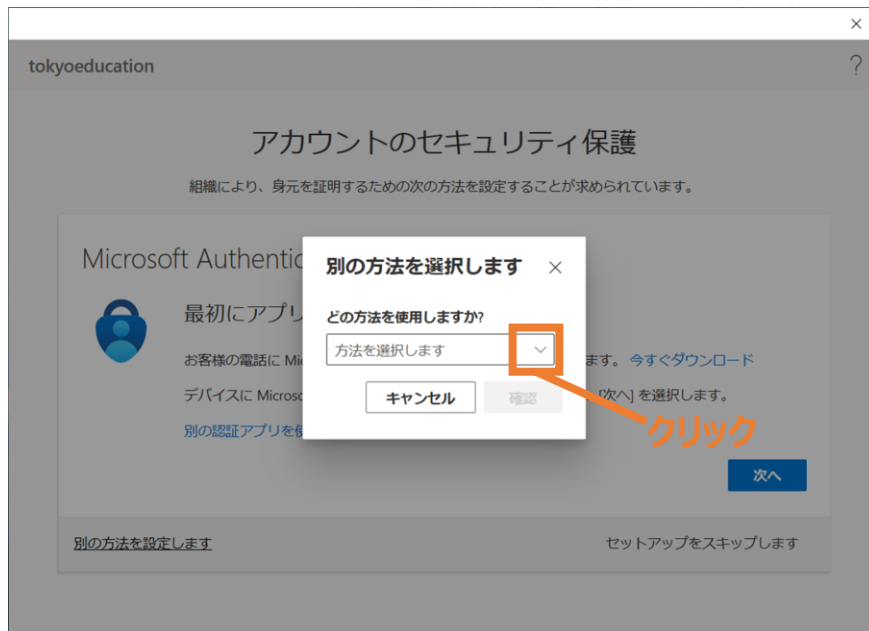 tokyoeducation
?
アカウントのセキュリティ保護
組織により、身元を証明するための次の方法を設定することが求められています。
Microsoft Authentic
別の方法を選択します
最初にアプリ
どの方法を使用しますか?
方法を選択します
お客様の電話に Mi
ます。 今すぐダウンロード
デバイスに Microso
キャンセル
確認
[次へ] を選択します。
別の認証アプリを使
クリック
次へ
別の方法を設定します
セットアップをスキップします